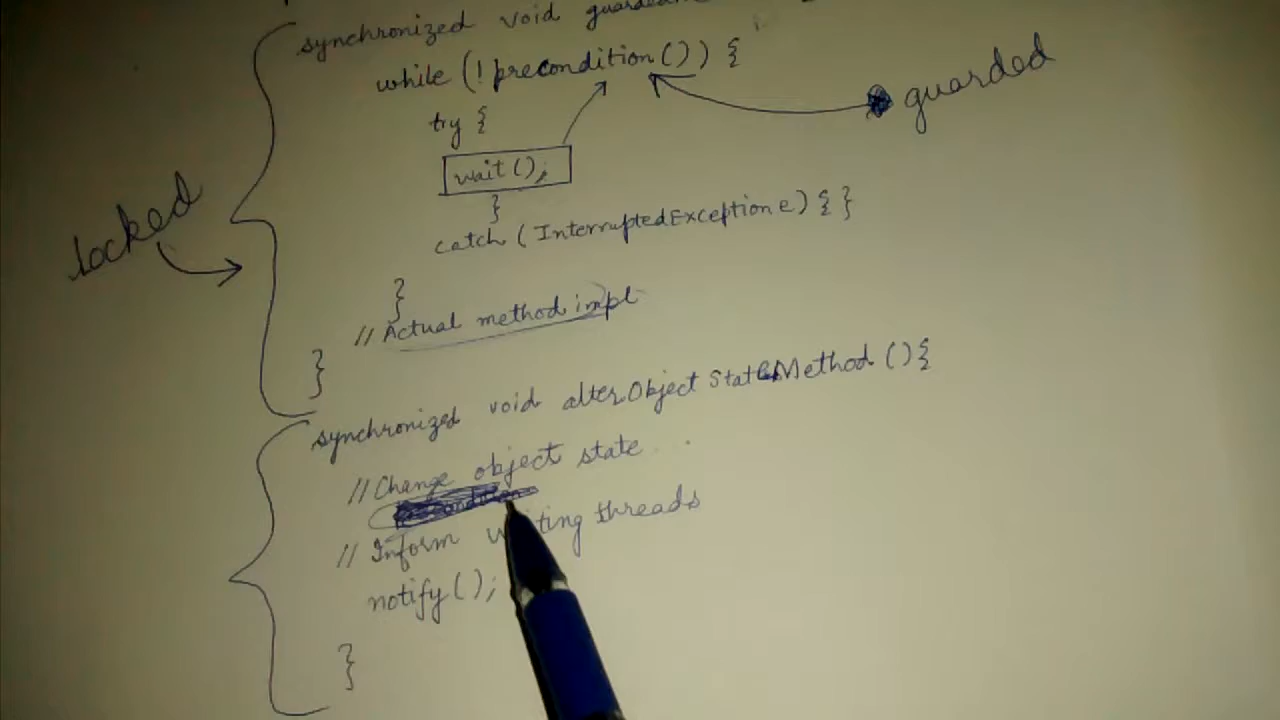 synchronized void
while (! precondition()) {
guarded
try {
wait();
}
catch (InterruptedException e) { }
locked
}
// Actual method impl
}
synchronized void alterObjectStateMethod () {
// Change object state
// Inform waiting threads
notify();
}